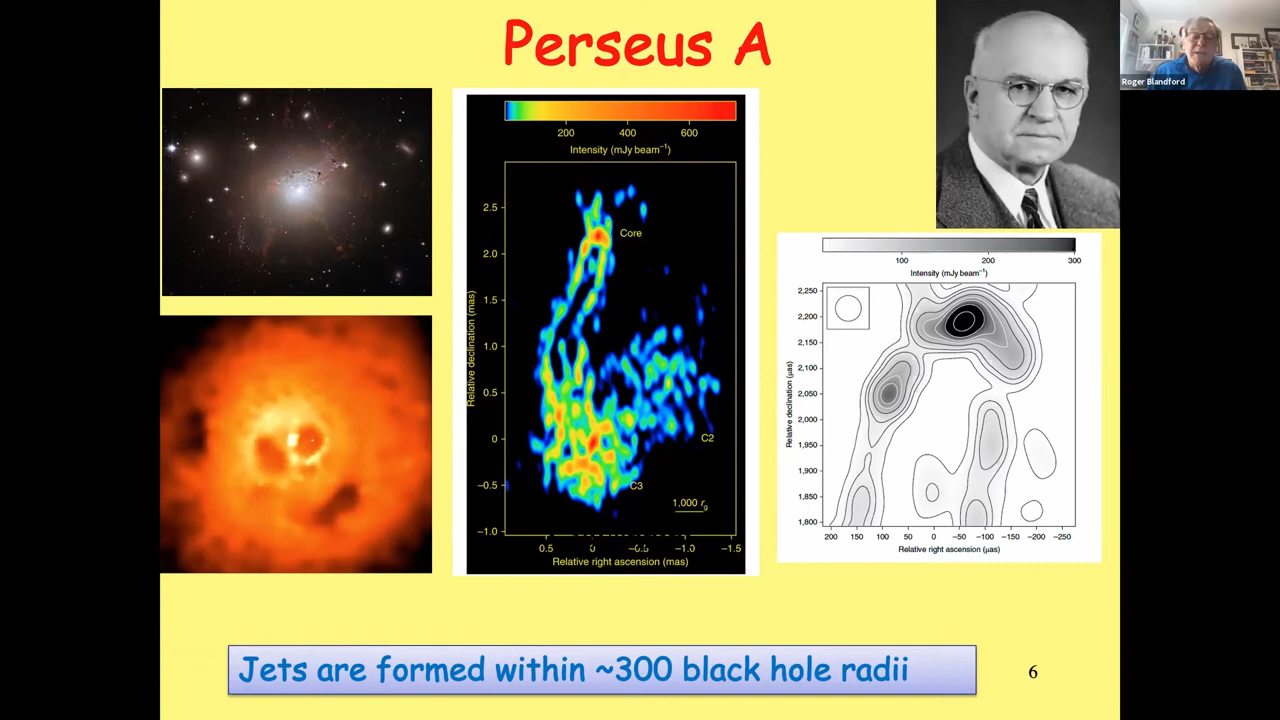 Perseus A
Roger Blandford
200 400 600
Intensity (mJy beam⁻¹)
2.5
2.0
1.5
1.0
0.5
0
−0.5
−1.0
Relative declination (mas)
Core
C2
C3
1,000 rg
0.5 0 −0.5 −1.0 −1.5
Relative right ascension (mas)
100 200 300
Intensity (mJy beam⁻¹)
2,250
2,200
2,150
2,100
2,050
2,000
1,950
1,900
1,850
1,800
Relative declination (μas)
200 150 100 50 0 −50 −100 −150 −200 −250
Relative right ascension (μas)
Jets are formed within ~300 black hole radii
6